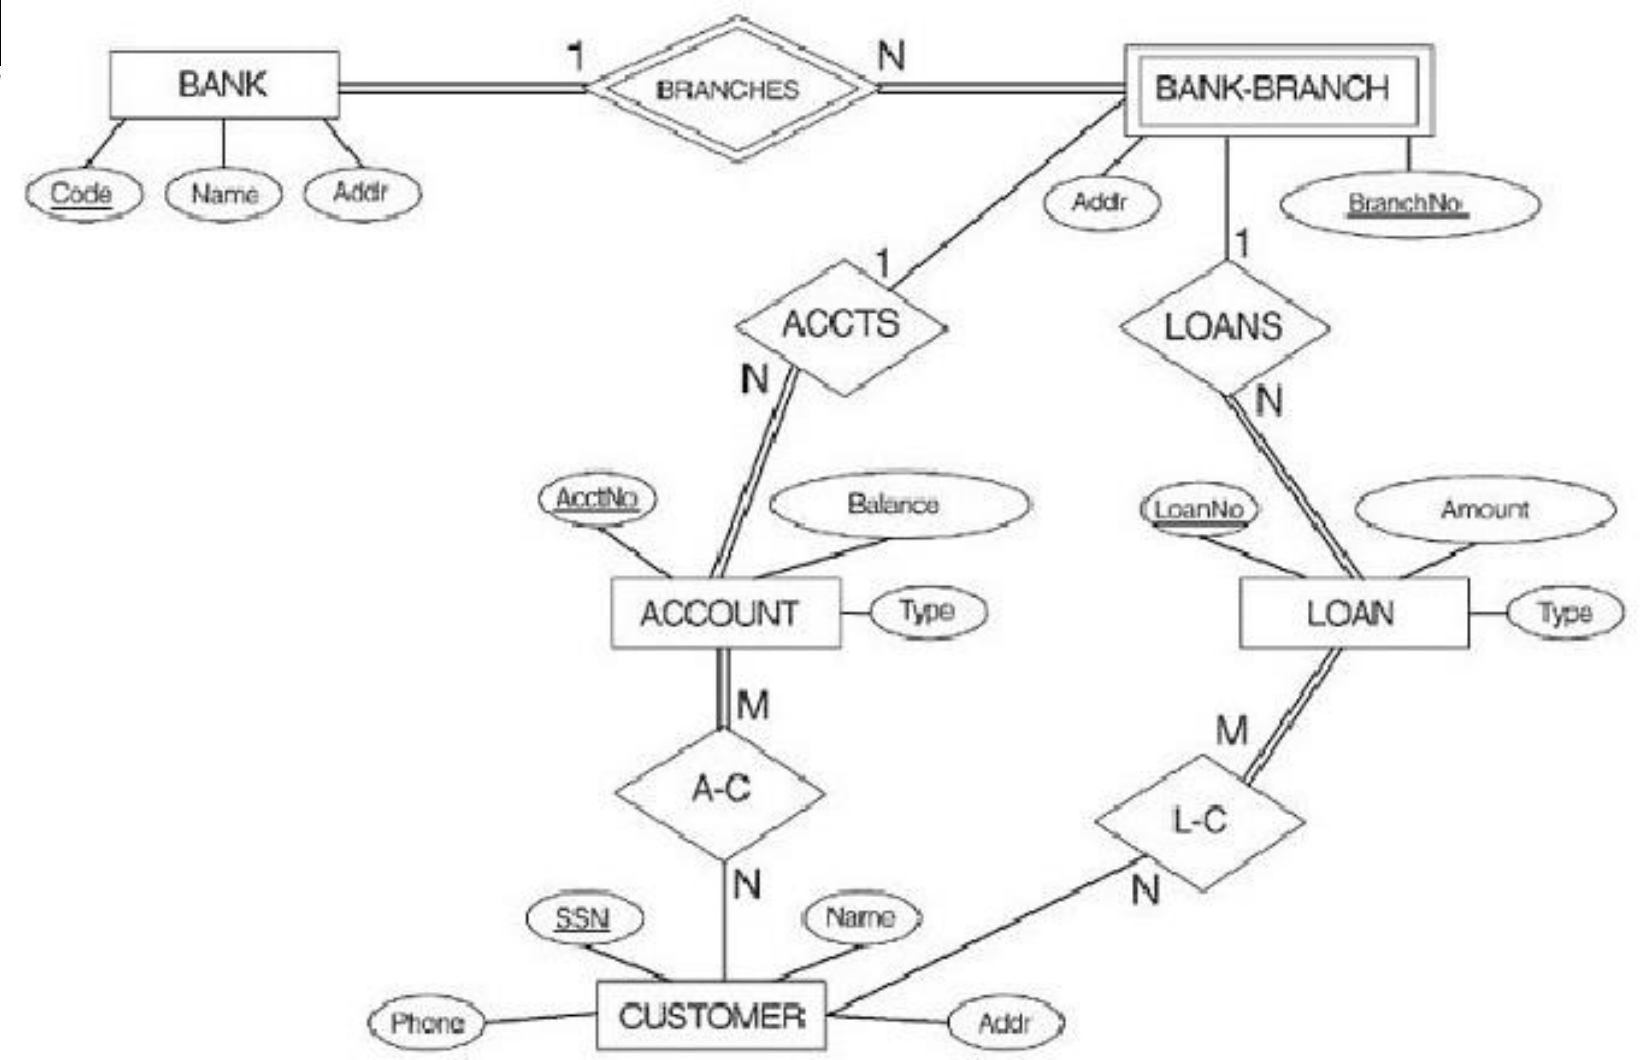 BANK
1
BRANCHES
N
BANK-BRANCH
Code
Name
Addr
Addr
BranchNo
1
ACCTS
N
1
LOANS
N
AcctNo
Balance
LoanNo
Amount
ACCOUNT
Type
LOAN
Type
M
A-C
N
M
L-C
N
SSN
Name
Phone
CUSTOMER
Addr